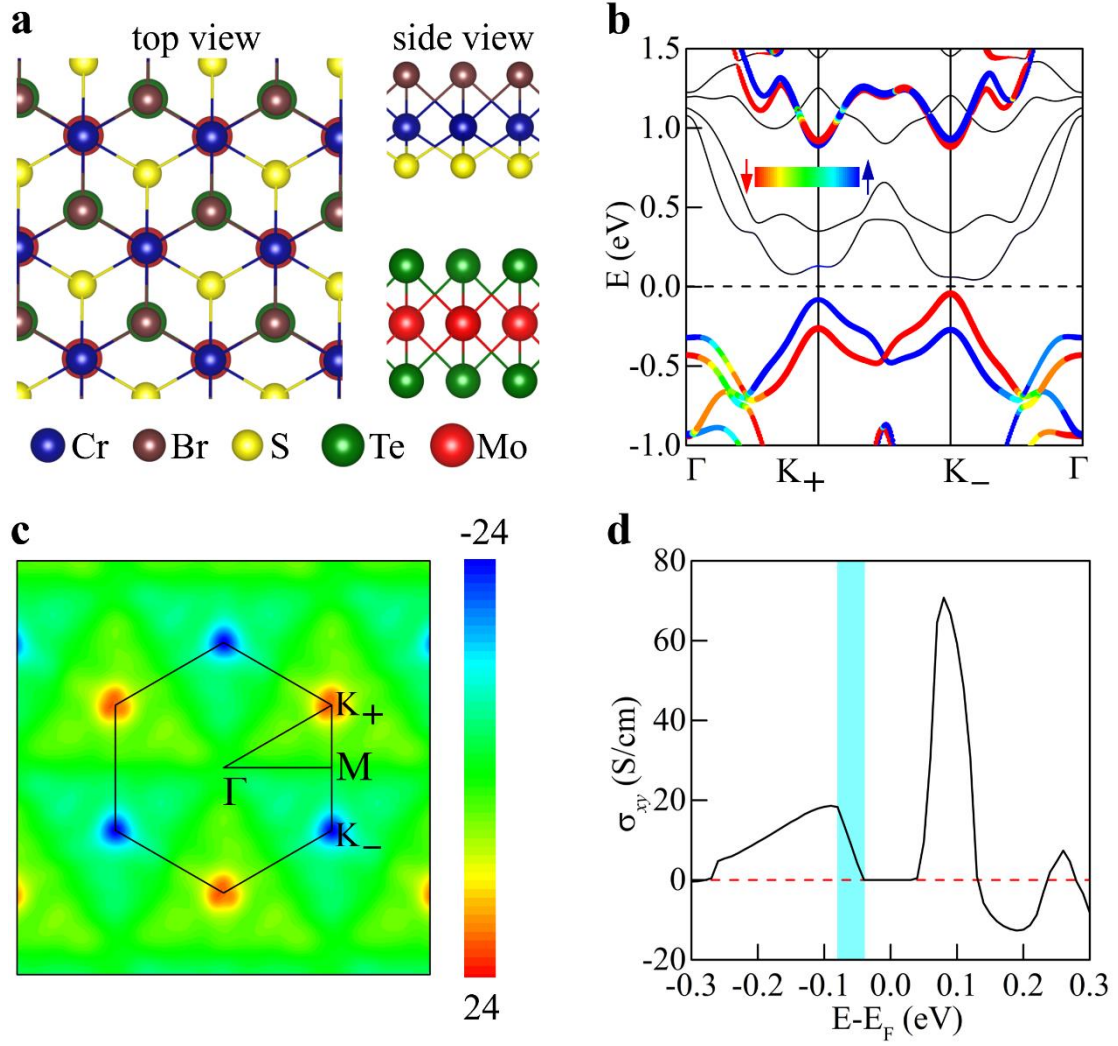 a
top view
side view
Cr
Br
S
Te
Mo
b
E (eV)
1.5
1.0
0.5
0.0
-0.5
-1.0
Γ
K+
K−
Γ
c
-24
24
K+
M
Γ
K−
d
σxy (S/cm)
80
60
40
20
0
-20
-0.3
-0.2
-0.1
0.0
0.1
0.2
0.3
E-EF (eV)